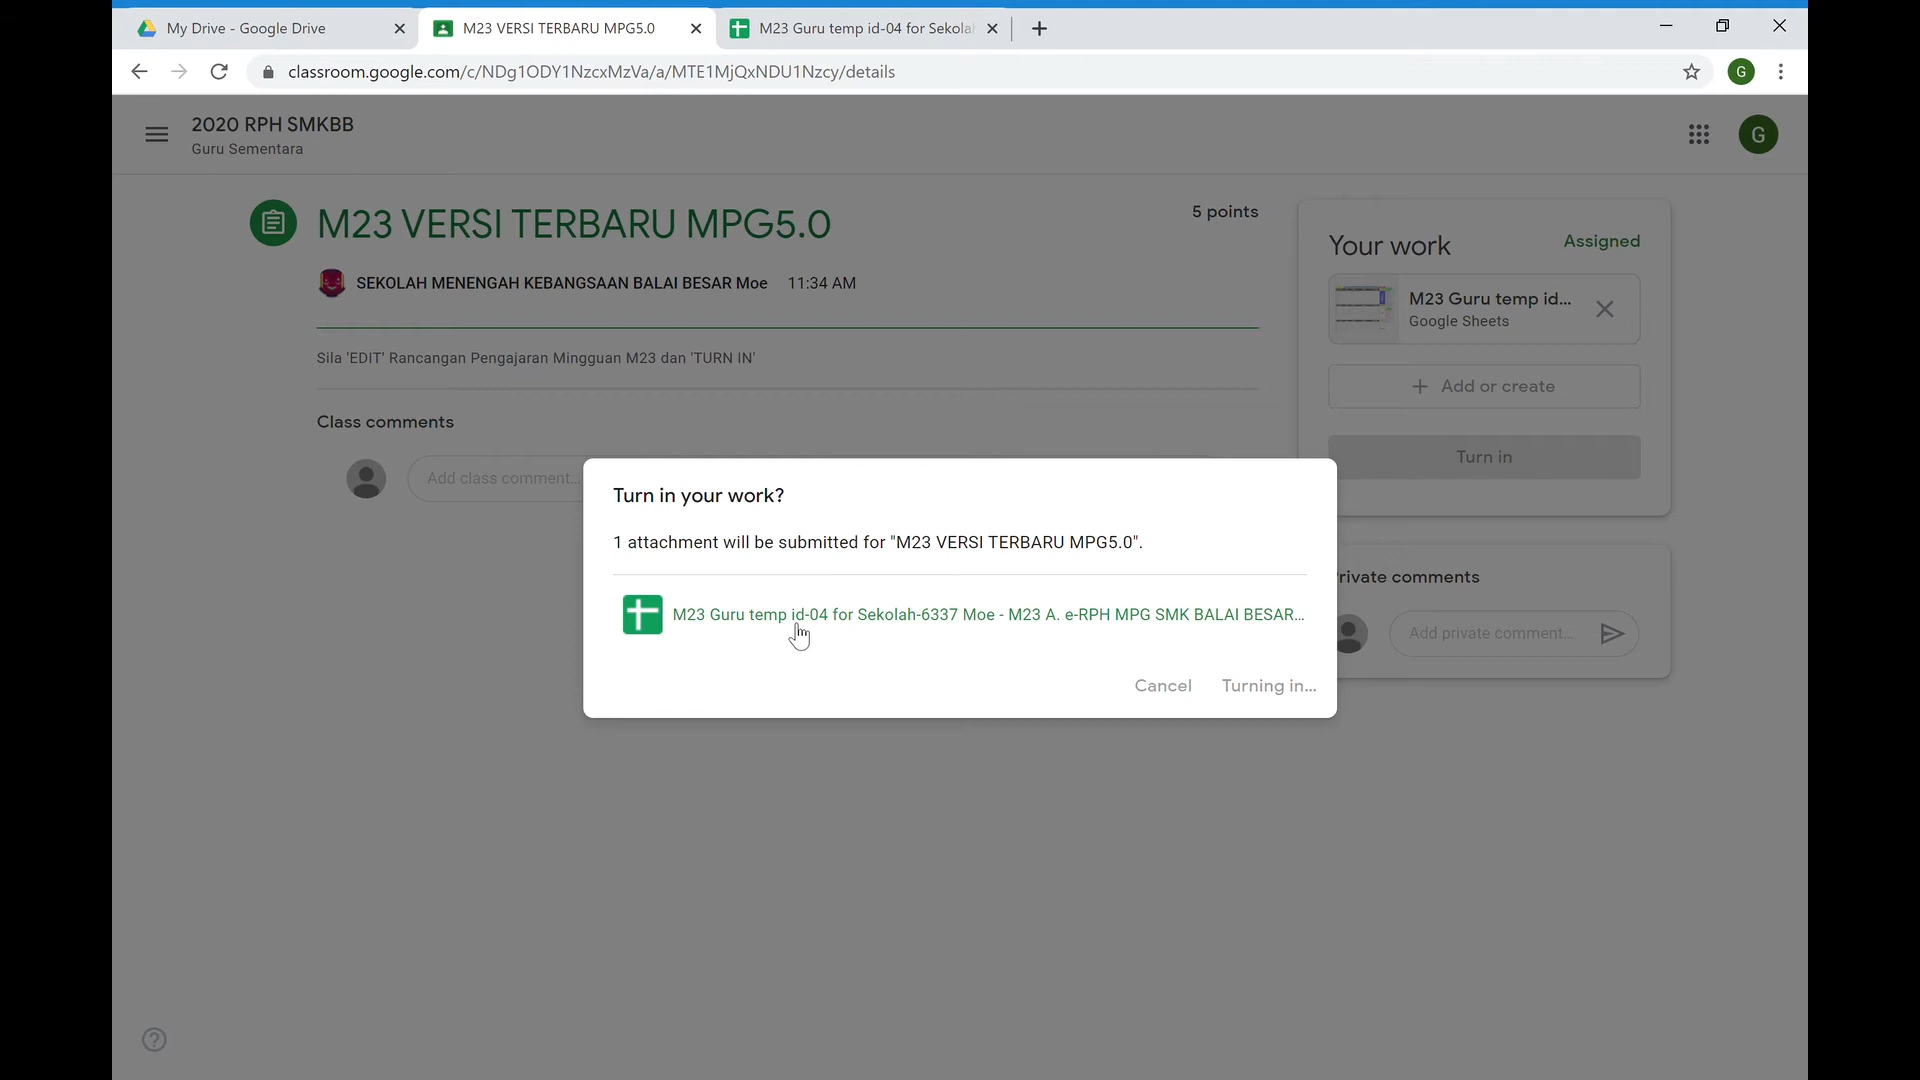 My Drive - Google Drive
M23 VERSI TERBARU MPG5.0
M23 Guru temp id-04 for Sekola
classroom.google.com/c/NDg1ODY1NzcxMzVa/a/MTE1MjQxNDU1Nzcy/details
G
2020 RPH SMKBB
Guru Sementara
G
M23 VERSI TERBARU MPG5.0
5 points
SEKOLAH MENENGAH KEBANGSAAN BALAI BESAR Moe 11:34 AM
Sila 'EDIT' Rancangan Pengajaran Mingguan M23 dan 'TURN IN'
Class comments
Add class comment...
Your work
Assigned
M23 Guru temp id...
Google Sheets
+ Add or create
Turn in
Turn in your work?
1 attachment will be submitted for "M23 VERSI TERBARU MPG5.0".
M23 Guru temp id-04 for Sekolah-6337 Moe - M23 A. e-RPH MPG SMK BALAI BESAR...
Cancel
Turning in...
rivate comments
Add private comment...